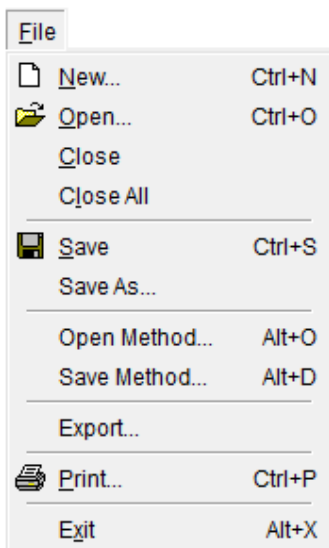 File
New... Ctrl+N
Open... Ctrl+O
Close
Close All
Save Ctrl+S
Save As...
Open Method... Alt+O
Save Method... Alt+D
Export...
Print... Ctrl+P
Exit Alt+X